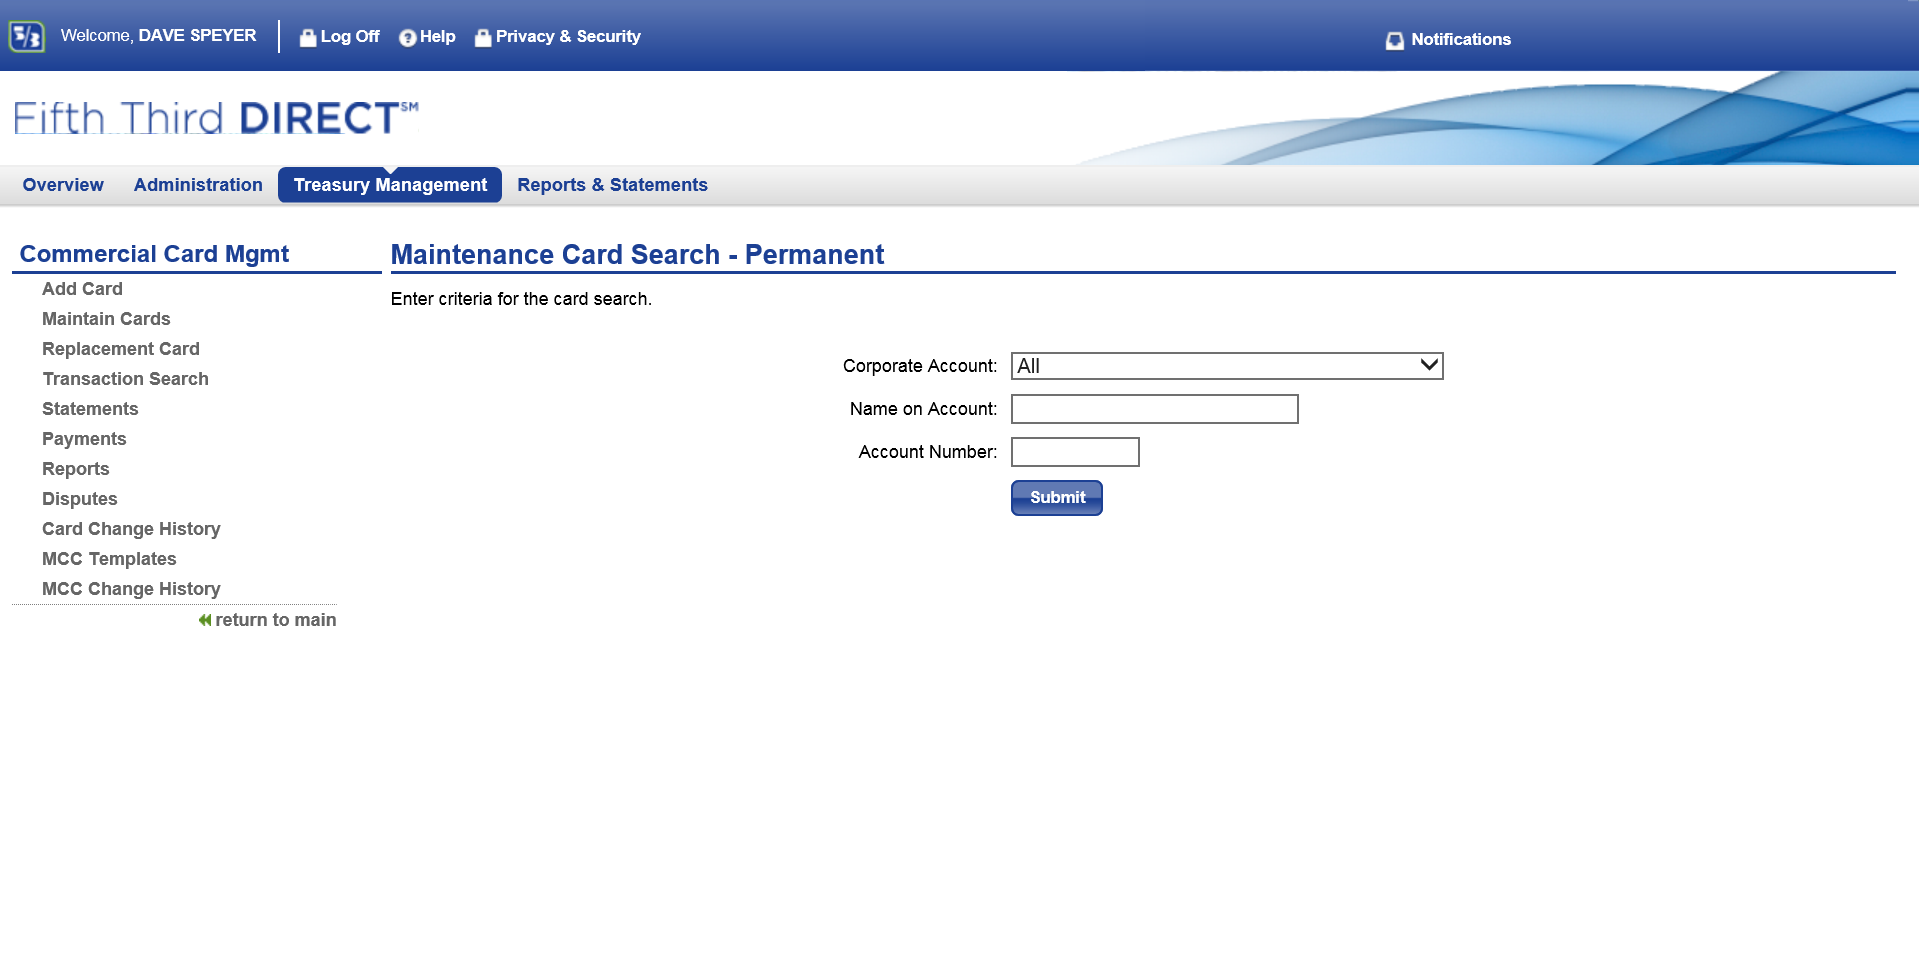 5/3 Welcome, DAVE SPEYER Log Off Help Privacy & Security Notifications
Fifth Third DIRECT℠
Overview Administration Treasury Management Reports & Statements
Commercial Card Mgmt
Add Card
Maintain Cards
Replacement Card
Transaction Search
Statements
Payments
Reports
Disputes
Card Change History
MCC Templates
MCC Change History
return to main
Maintenance Card Search - Permanent
Enter criteria for the card search.
Corporate Account: All
Name on Account:
Account Number:
Submit